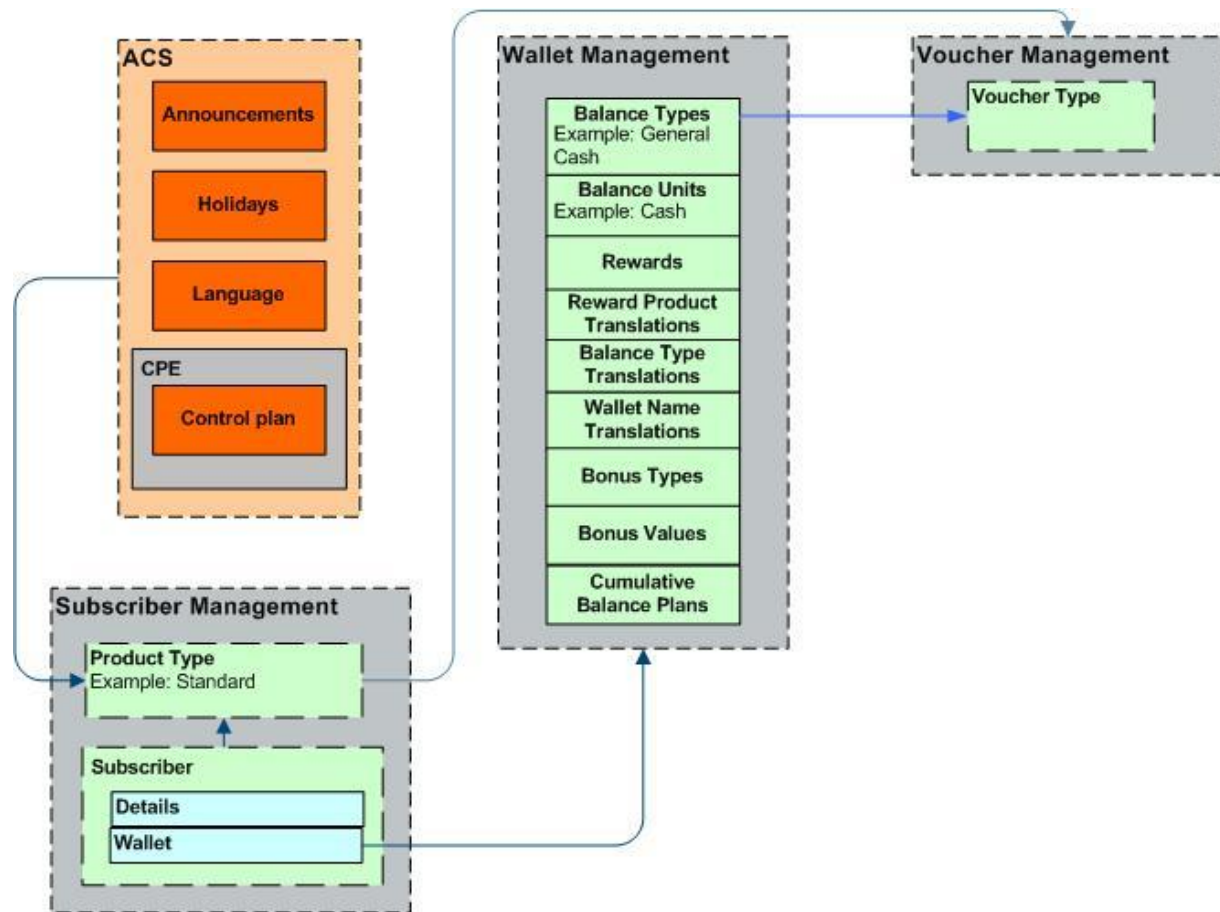 ACS
Announcements
Holidays
Language
CPE
Control plan
Wallet Management
Balance Types
Example: General
Cash
Balance Units
Example: Cash
Rewards
Reward Product
Translations
Balance Type
Translations
Wallet Name
Translations
Bonus Types
Bonus Values
Cumulative
Balance Plans
Voucher Management
Voucher Type
Subscriber Management
Product Type
Example: Standard
Subscriber
Details
Wallet